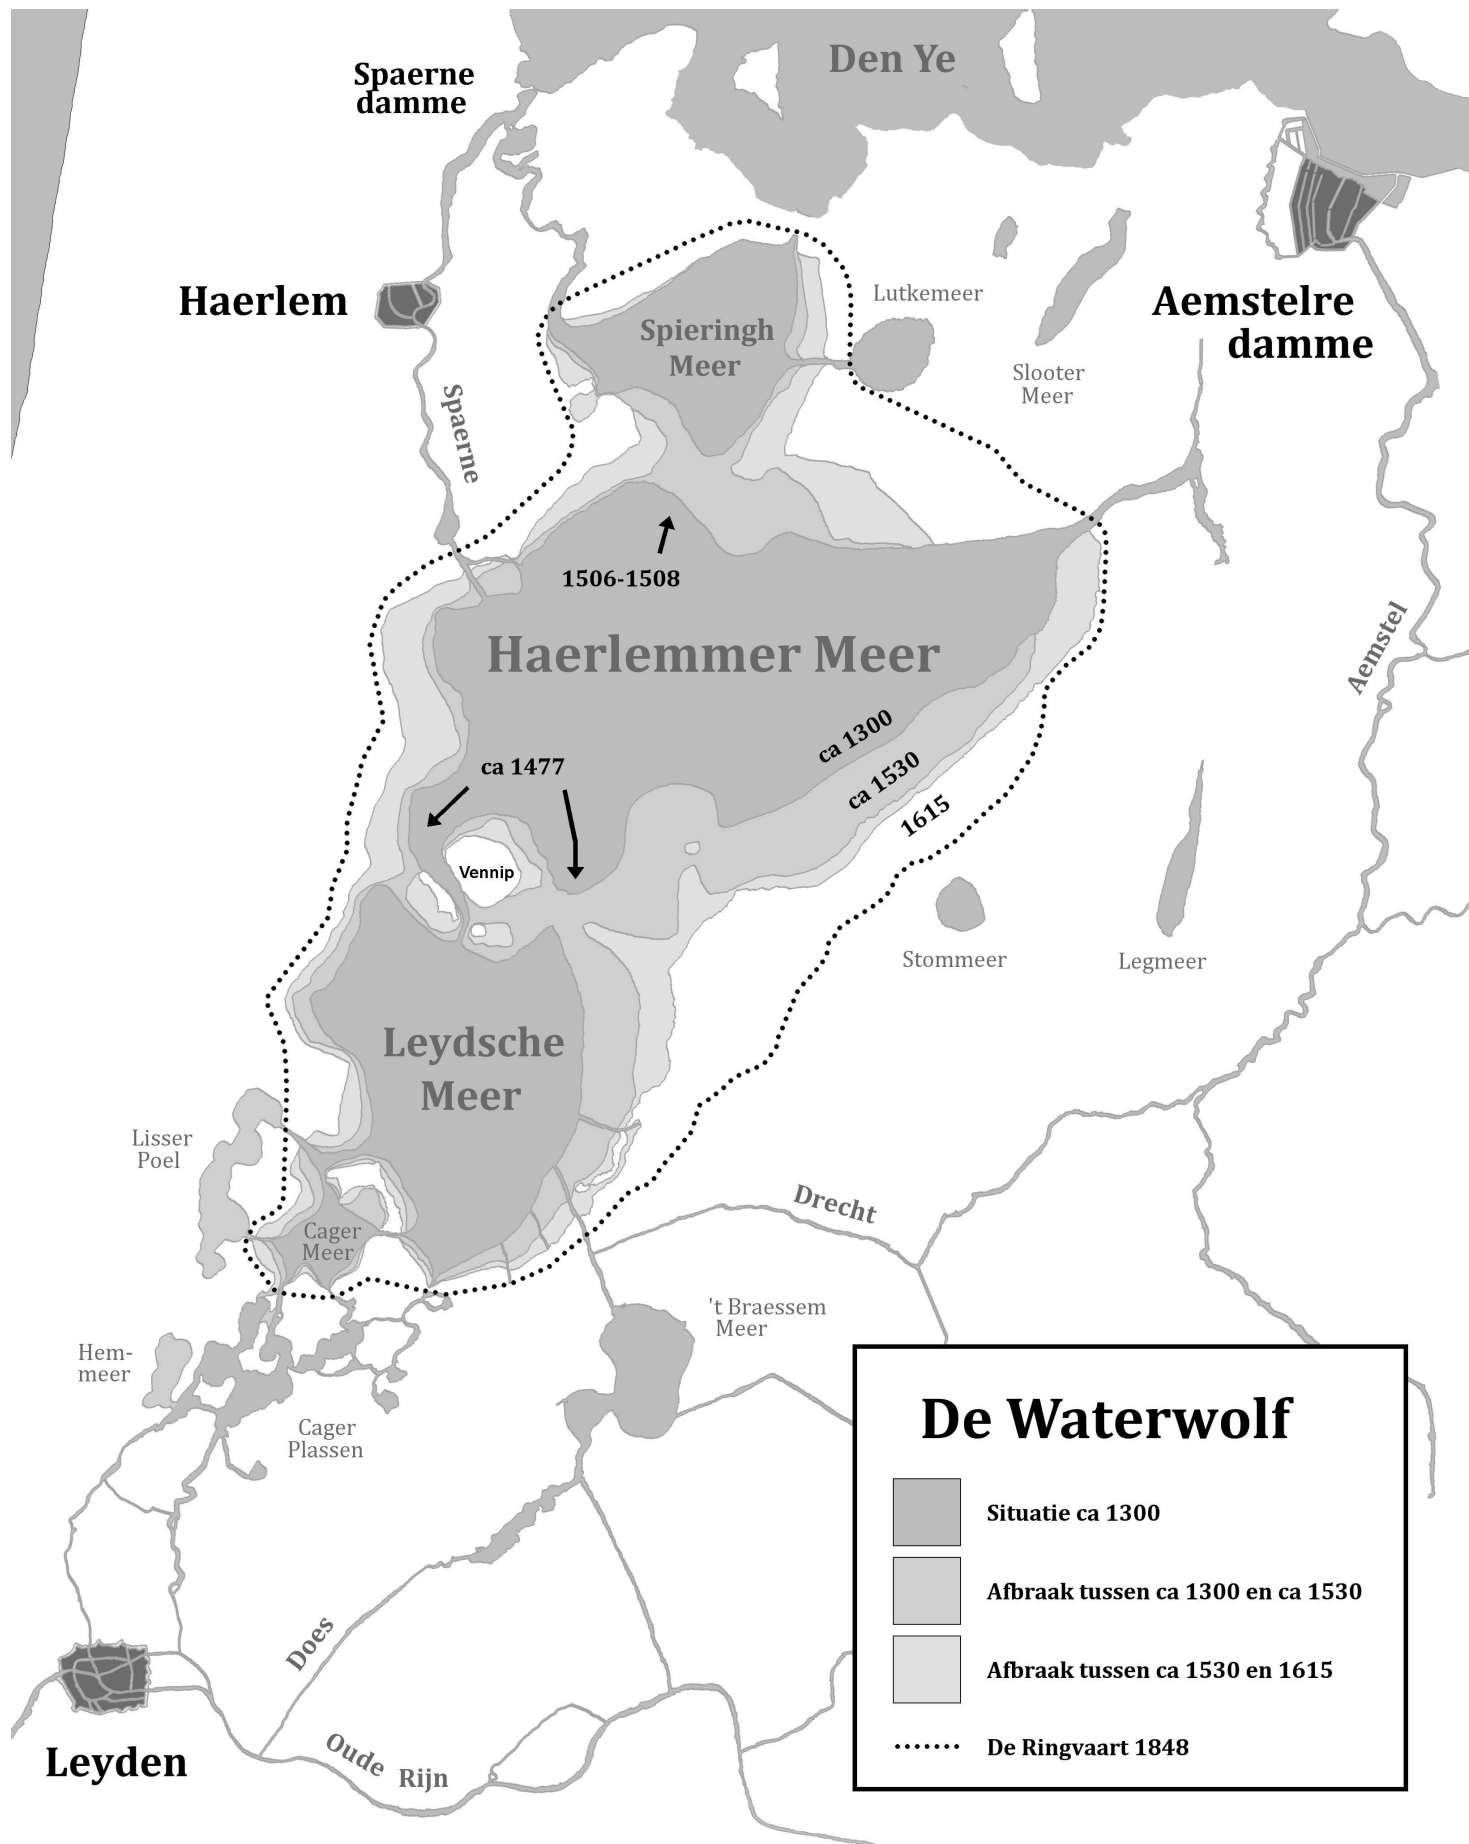 Den Ye
Spaerne
damme
Haerlem
Lutkemeer
Aemstelre
damme
Spieringh
Meer
Slooter
Meer
Spaerne
1506-1508
Haerlemmer Meer
Aemstel
ca 1300
ca 1530
1615
ca 1477
Vennip
Stommeer
Legmeer
Leydsche
Meer
Lisser
Poel
Drecht
Cager
Meer
't Braessem
Meer
Hem-
meer
Cager
Plassen
De Waterwolf
Situatie ca 1300
Afbraak tussen ca 1300 en ca 1530
Afbraak tussen ca 1530 en 1615
De Ringvaart 1848
Does
Leyden
Oude Rijn